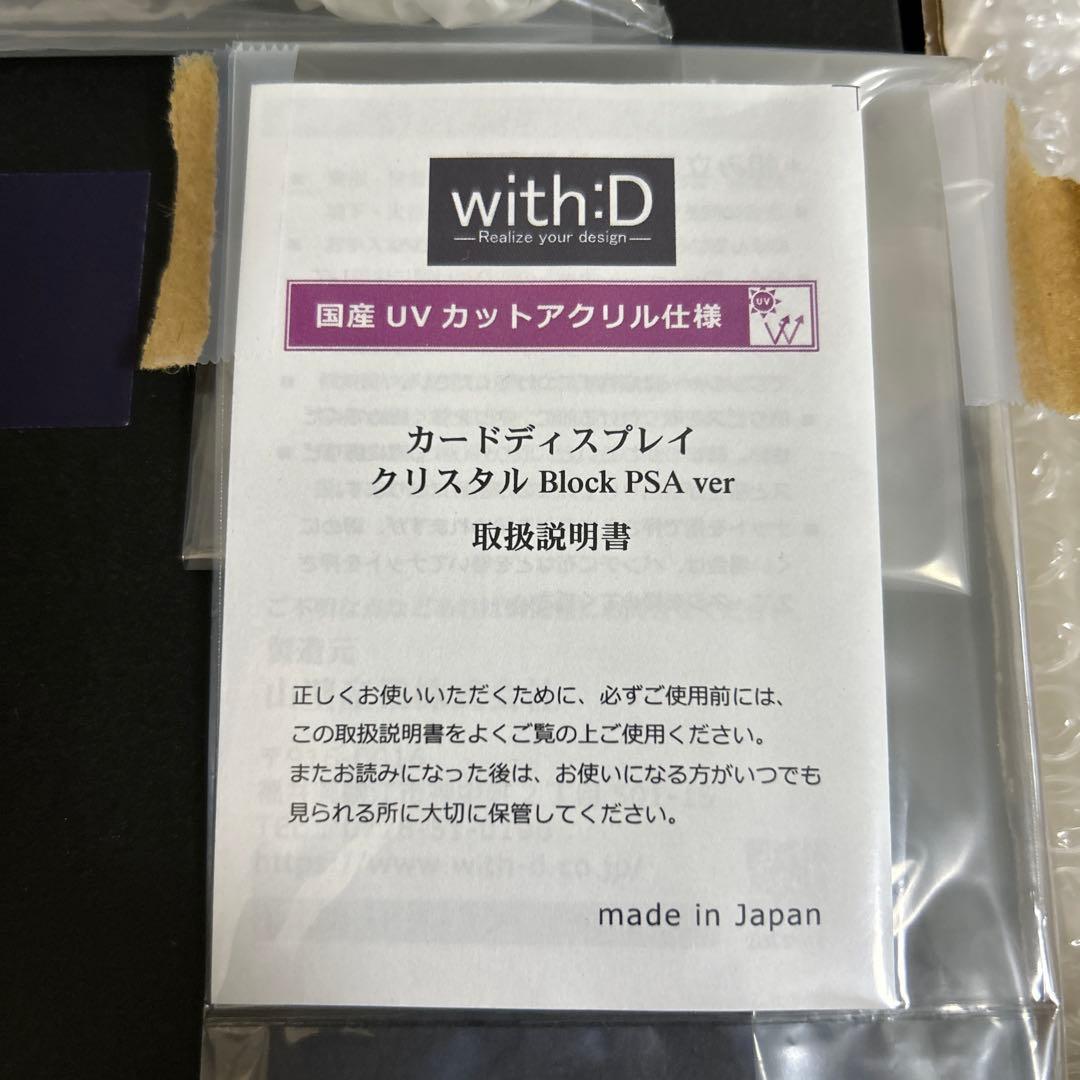 with:D
Realize your design
国産 UV カットアクリル仕様
UV
カードディスプレイ
クリスタル Block PSA ver
取扱説明書
正しくお使いいただくために、必ずご使用前には、
この取扱説明書をよくご覧の上ご使用ください。
またお読みになった後は、お使いになる方がいつでも
見られる所に大切に保管してください。
https://www.with-d.co.jp/
made in Japan